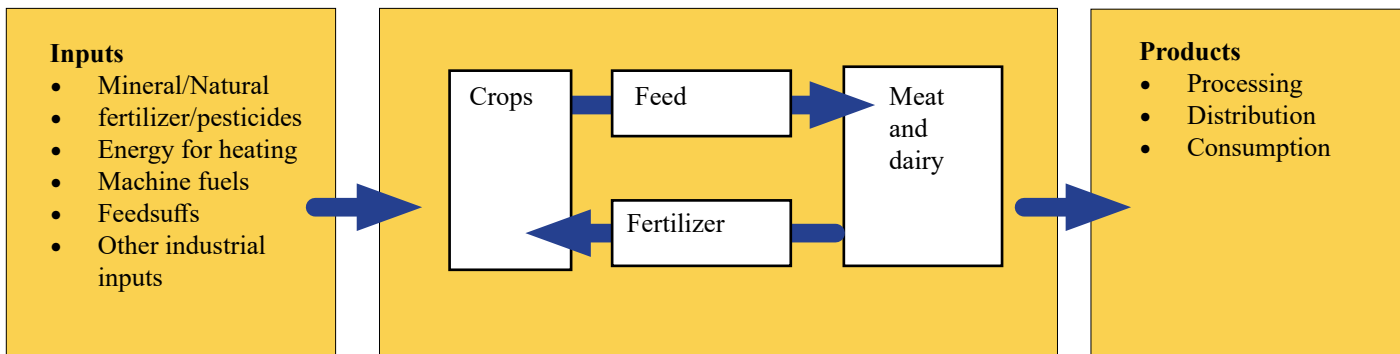 Inputs
• Mineral/Natural
• fertilizer/pesticides
• Energy for heating
• Machine fuels
• Feedsuffs
• Other industrial
inputs
Crops
Feed
Meat
and
dairy
Fertilizer
Products
• Processing
• Distribution
• Consumption